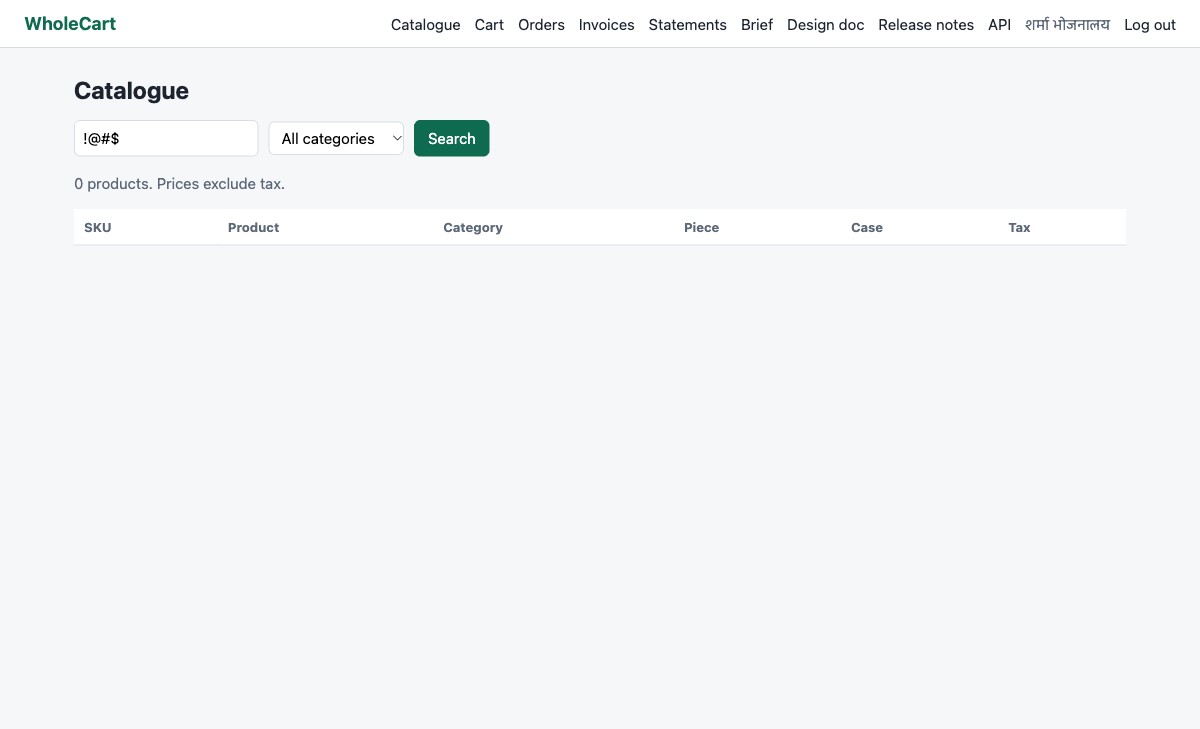 WholeCart Catalogue Cart Orders Invoices Statements Brief Design doc Release notes API शर्मा भोजनालय Log out
Catalogue
!@#$ All categories Search
0 products. Prices exclude tax.
SKU Product Category Piece Case Tax